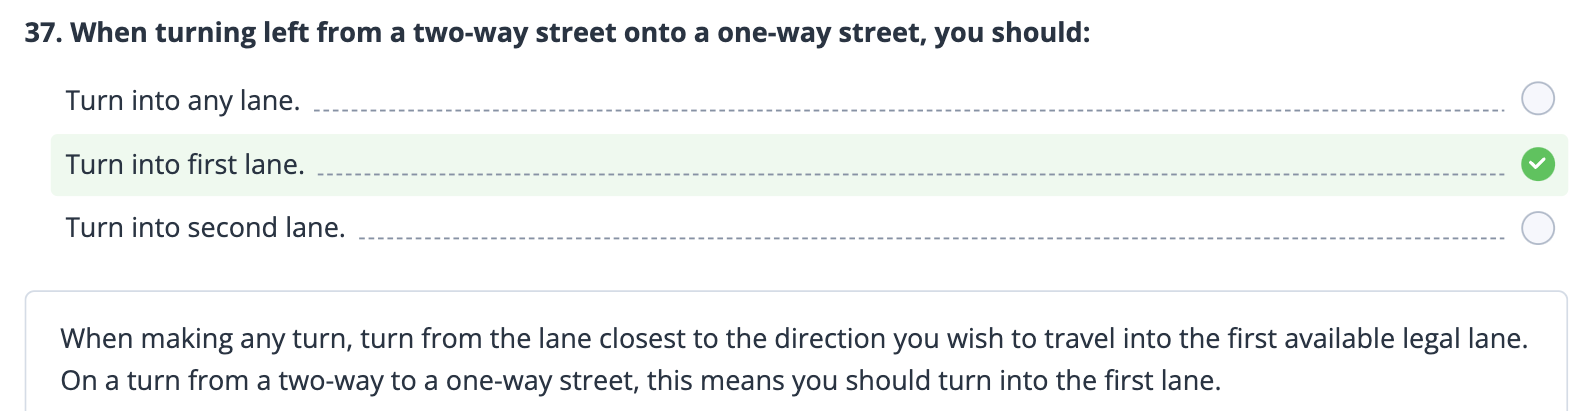 37. When turning left from a two-way street onto a one-way street, you should:
Turn into any lane.
Turn into first lane.
Turn into second lane.
When making any turn, turn from the lane closest to the direction you wish to travel into the first available legal lane.
On a turn from a two-way to a one-way street, this means you should turn into the first lane.